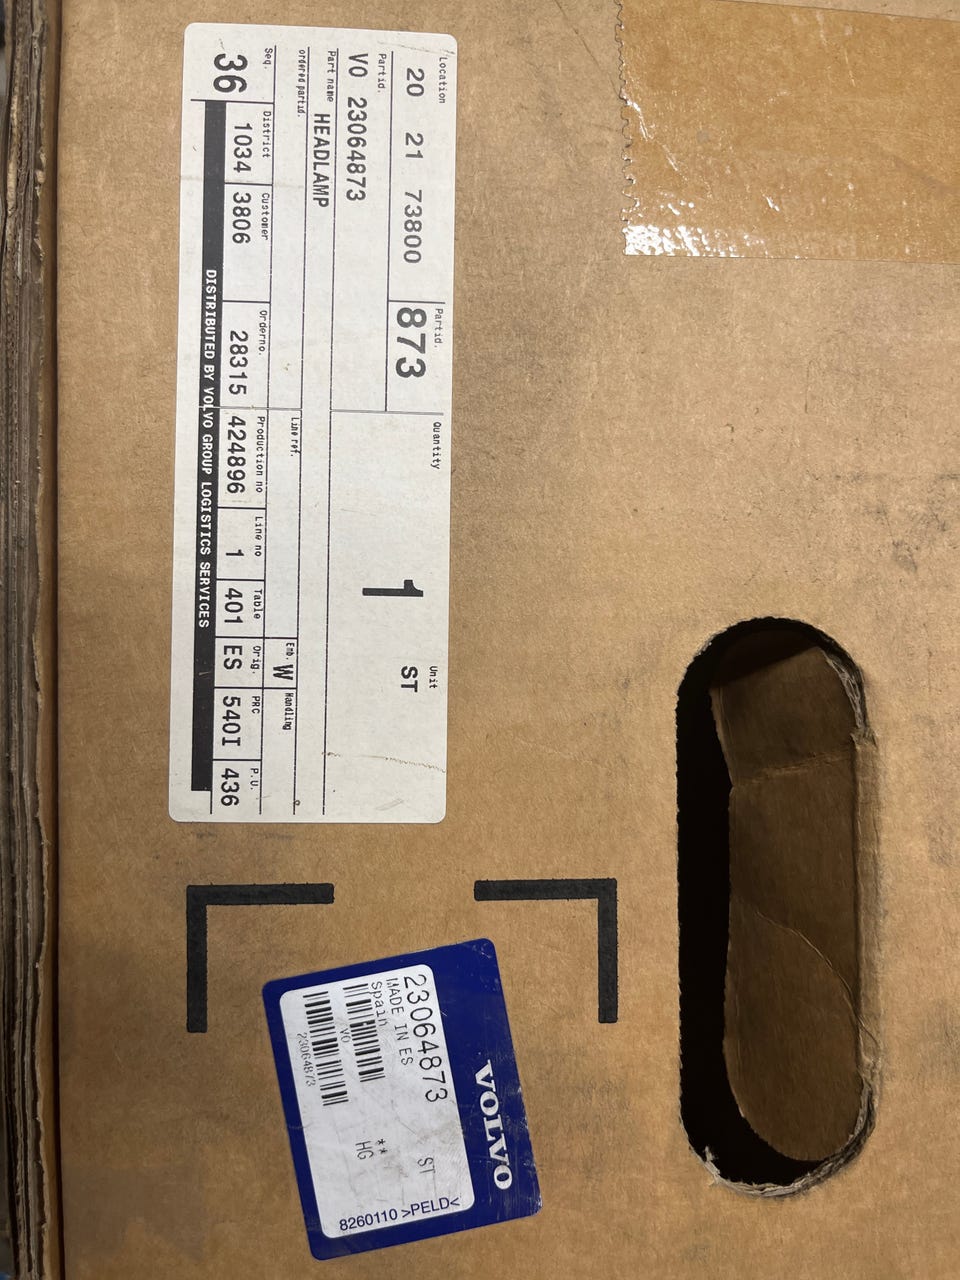 Location
Partid.
Quantity
Unit
20 21 73800
873
1
ST
Partid.
VO 23064873
Part name
HEADLAMP
ordered partid.
Line ref.
Emb.
W
Handling
Seq.
District
Customer
Orderno.
Production no
Line no
Table
Orig.
PRC
P.U.
36
1034
3806
28315
424896
1
401
ES
540I
436
DISTRIBUTED BY VOLVO GROUP LOGISTICS SERVICES
VOLVO
23064873 ST
MADE IN ES
Spain
**
HG
VO
23064873
8260110 >PELD<